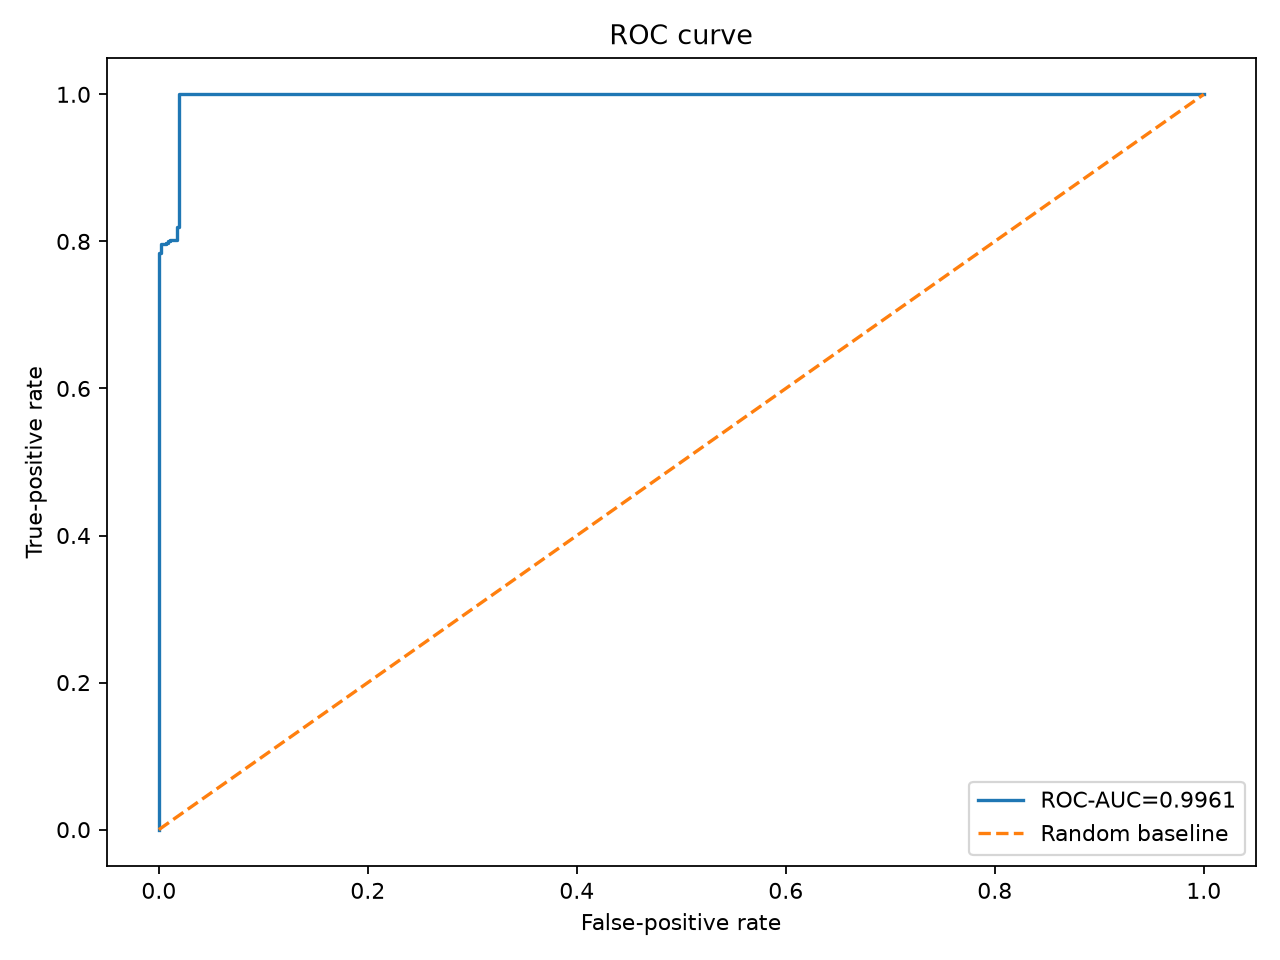 ROC curve
True-positive rate
1.0
0.8
0.6
0.4
0.2
0.0
0.0 0.2 0.4 0.6 0.8 1.0
False-positive rate
ROC-AUC=0.9961
Random baseline